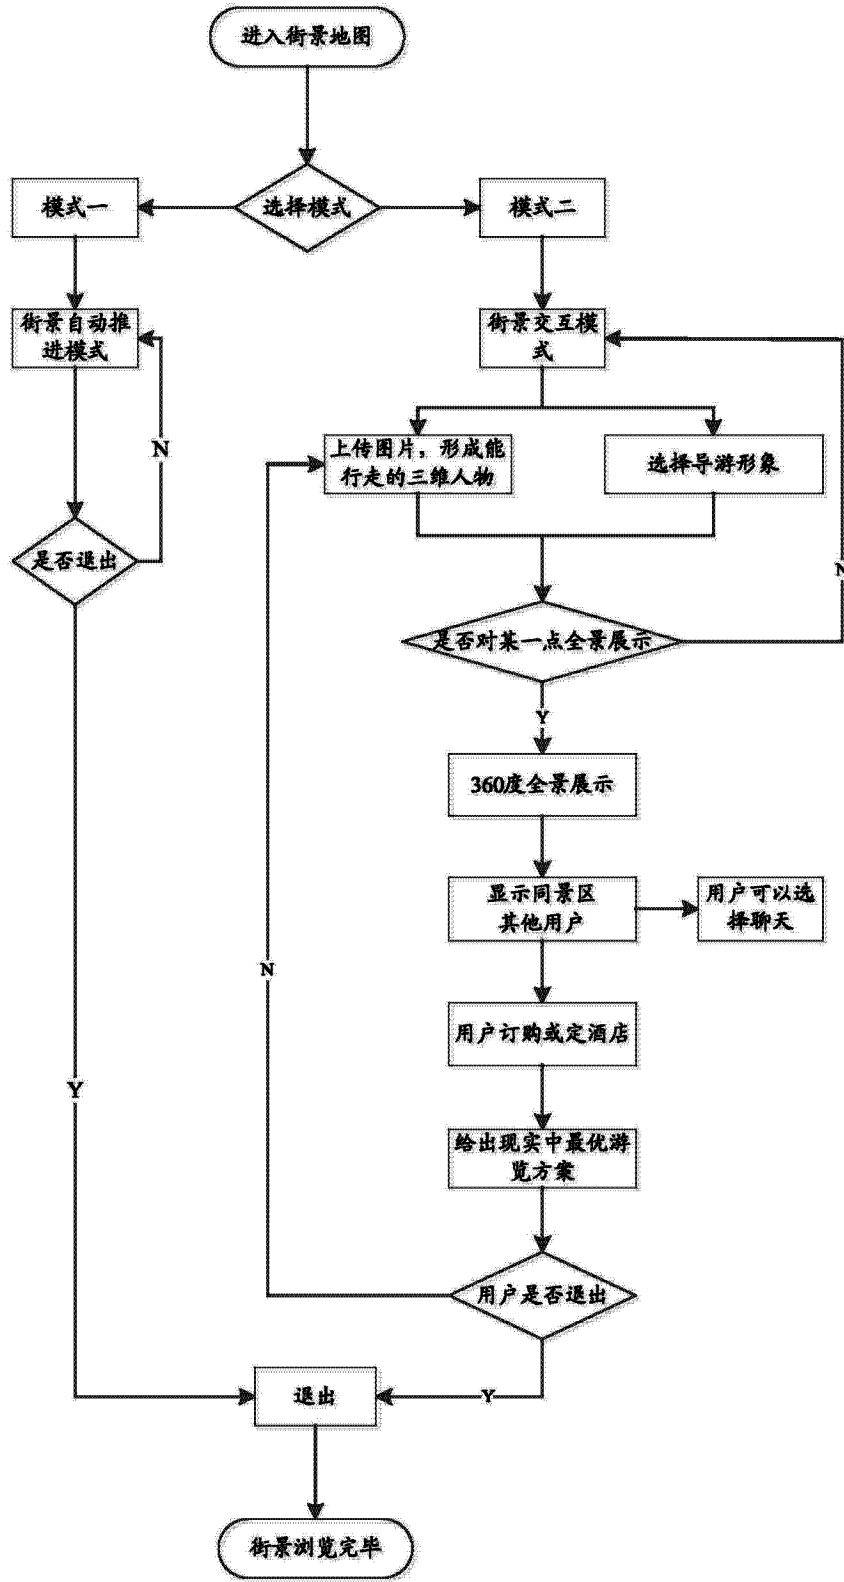 进入街景地图
模式一
选择模式
模式二
街景自动推
进模式
街景交互模
式
N
上传图片，形成能
行走的三维人物
选择导游形象
是否退出
N
是否对某一点全景展示
Y
360度全景展示
显示同景区
其他用户
用户可以选
择聊天
N
用户订购或定酒店
Y
给出现实中最优游
览方案
用户是否退出
退出
Y
街景浏览完毕